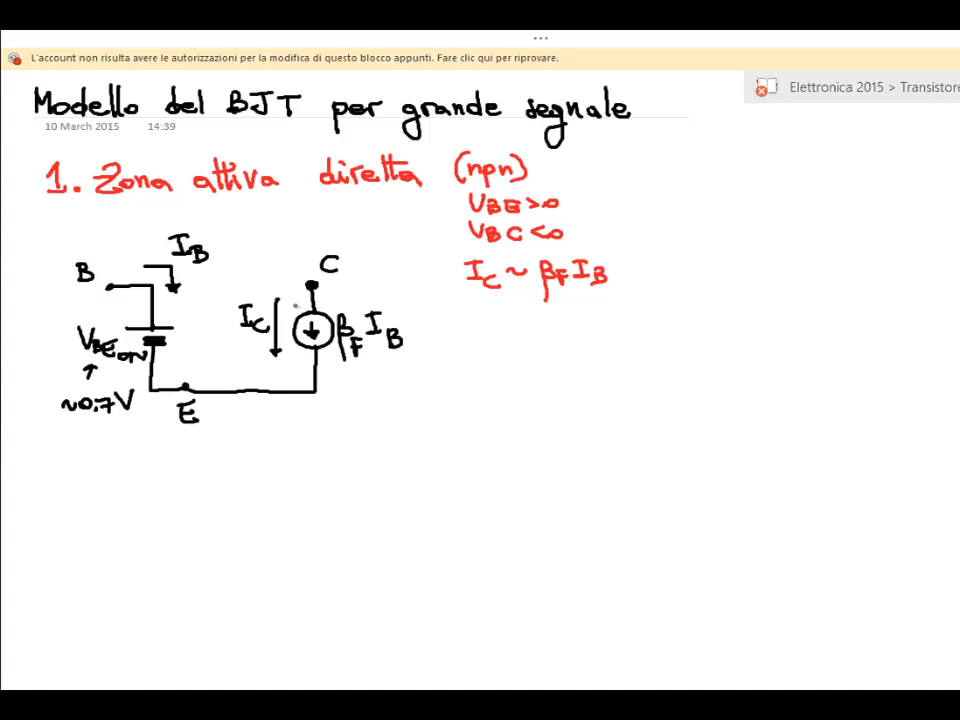 L'account non risulta avere le autorizzazioni per la modifica di questo blocco appunti. Fare clic qui per riprovare.
Elettronica 2015 > Transistore
Modello del BJT per grande segnale
10 March 2015 14:39
1. Zona attiva diretta (npn)
VBE>0
VBC<0
IC ~ βF IB
IB
B
C
IC
βF IB
VBE ON
~0.7V
E